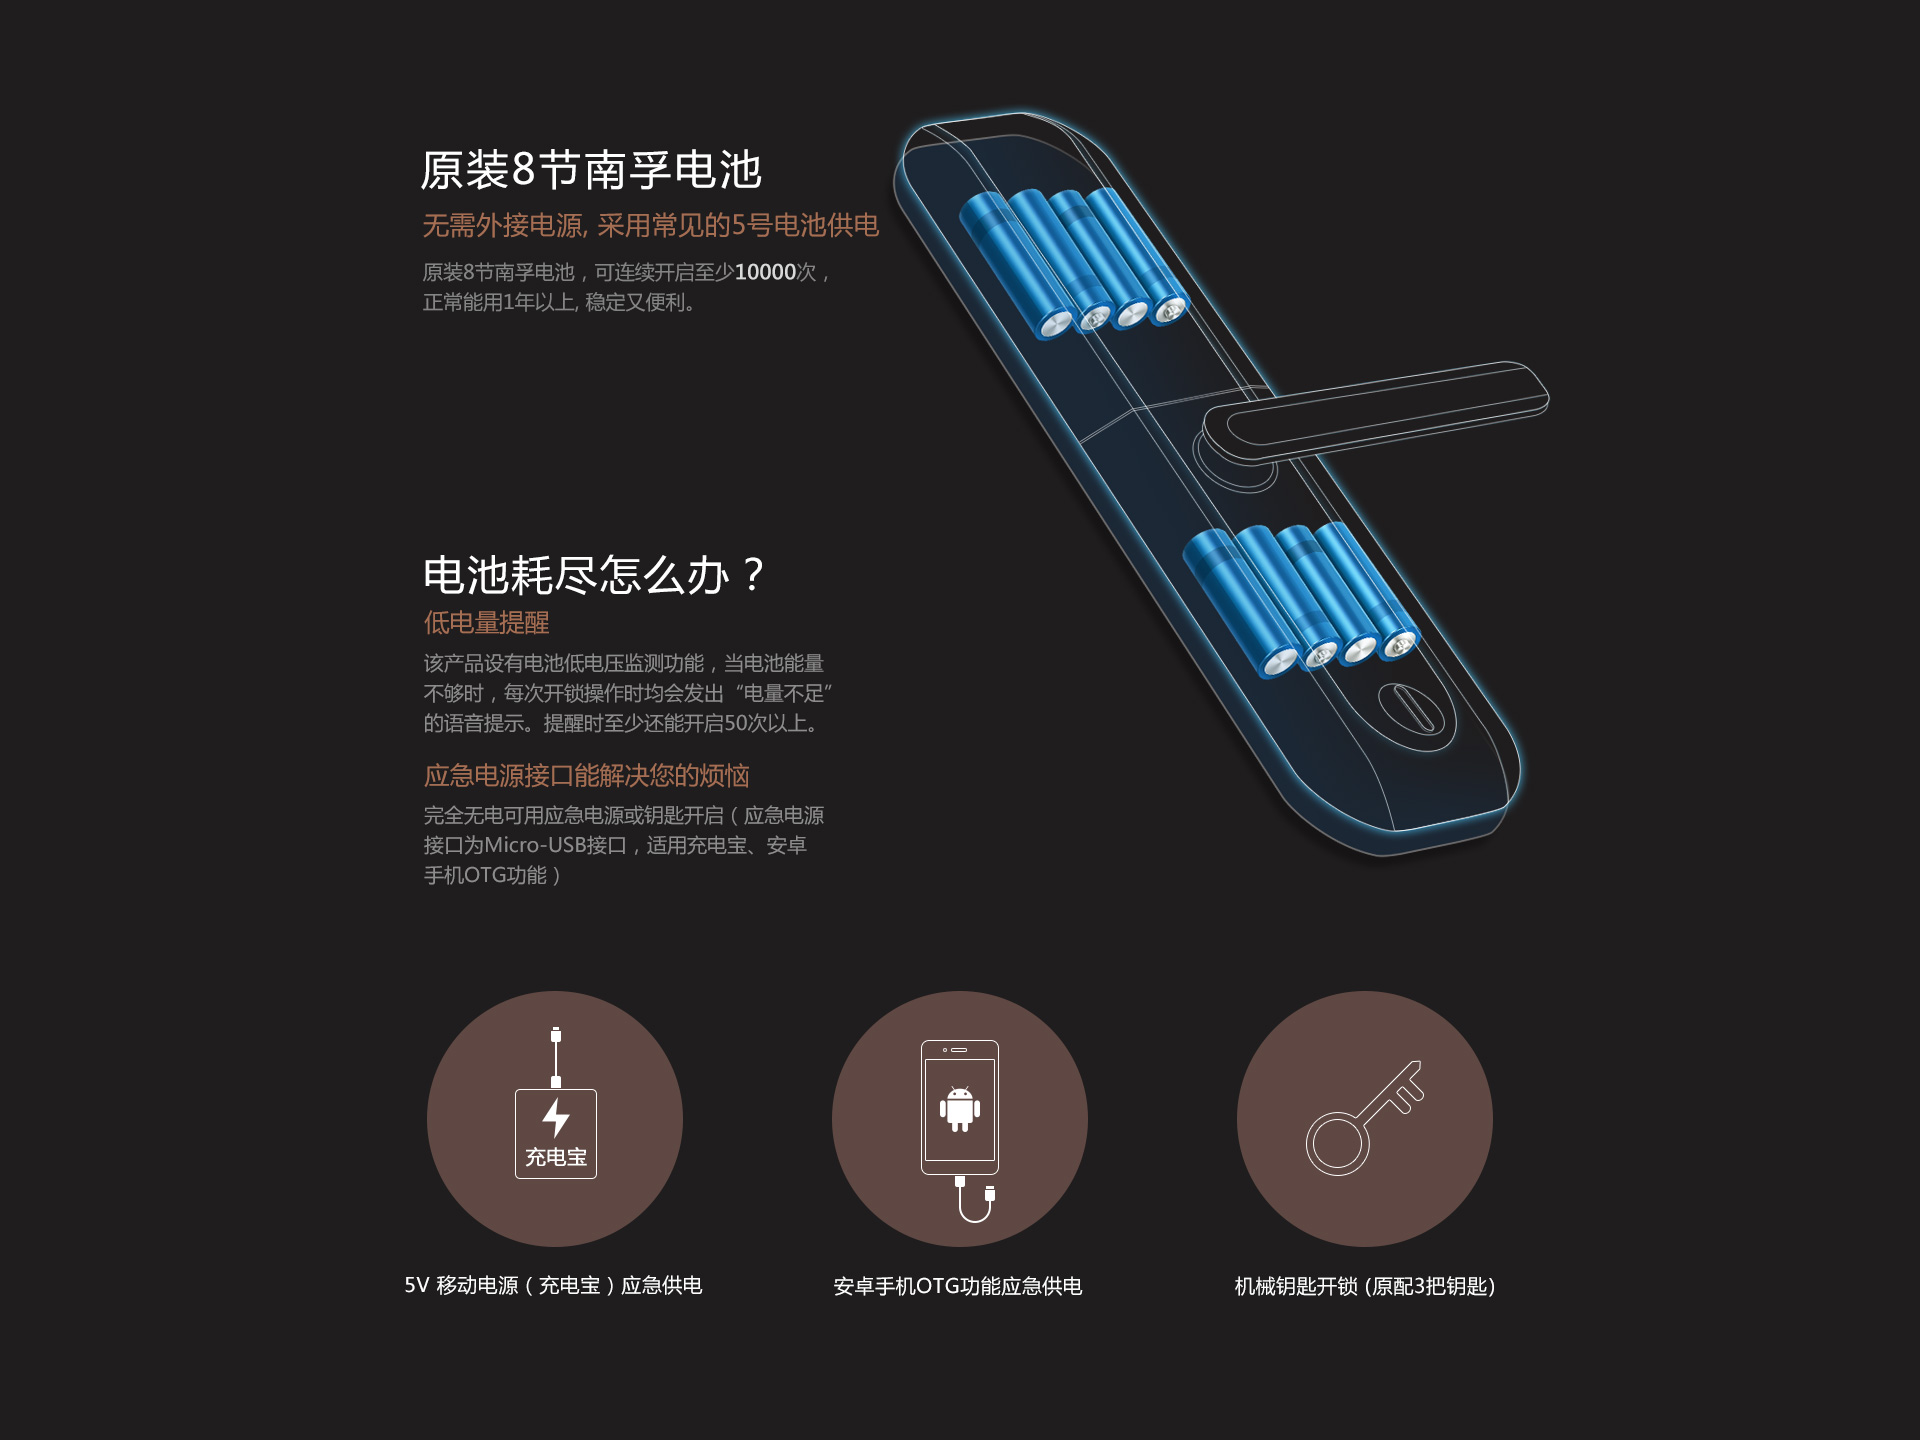 原装8节南孚电池
无需外接电源, 采用常见的5号电池供电
原装8节南孚电池，可连续开启至少10000次，
正常能用1年以上, 稳定又便利。
电池耗尽怎么办？
低电量提醒
该产品设有电池低电压监测功能，当电池能量
不够时，每次开锁操作时均会发出“电量不足”
的语音提示。提醒时至少还能开启50次以上。
应急电源接口能解决您的烦恼
完全无电可用应急电源或钥匙开启（应急电源
接口为Micro-USB接口，适用充电宝、安卓
手机OTG功能）
充电宝
5V 移动电源（充电宝）应急供电
安卓手机OTG功能应急供电
机械钥匙开锁 (原配3把钥匙)